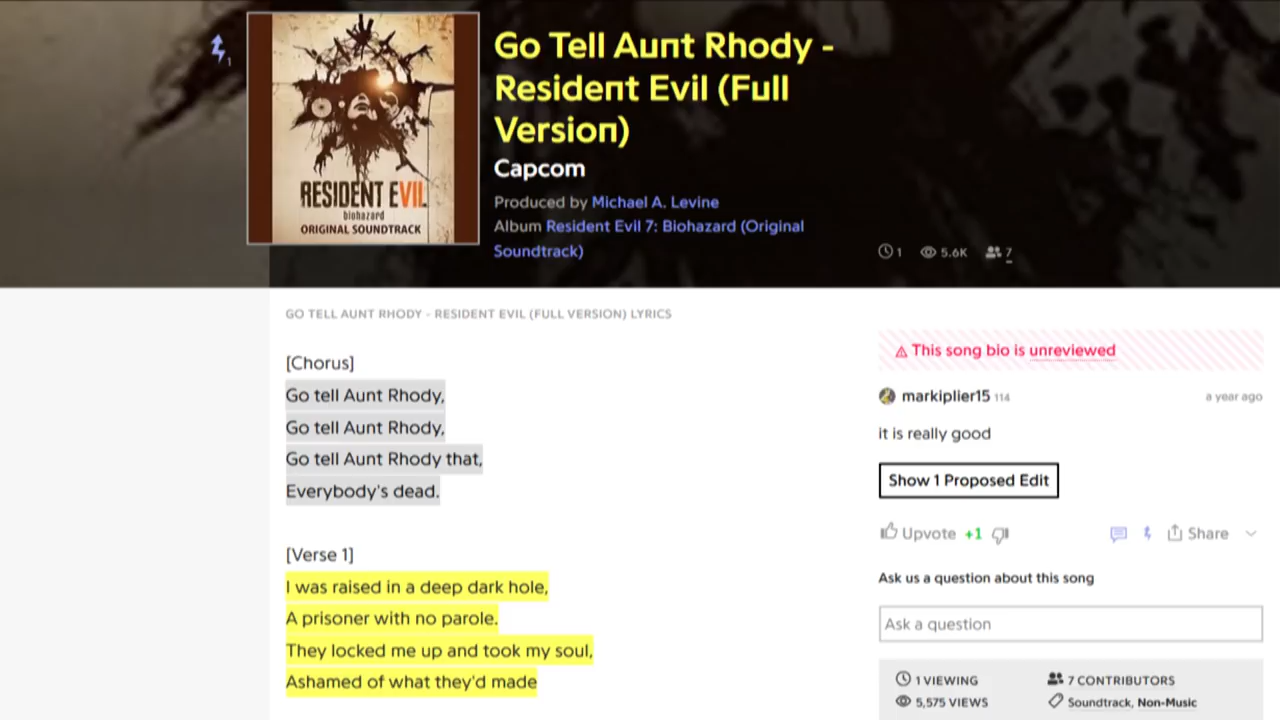 1
RESIDENT EVIL
biohazard
ORIGINAL SOUNDTRACK
Go Tell Aunt Rhody -
Resident Evil (Full
Version)
Capcom
Produced by Michael A. Levine
Album Resident Evil 7: Biohazard (Original
Soundtrack)
1 5.6K 7
GO TELL AUNT RHODY - RESIDENT EVIL (FULL VERSION) LYRICS
[Chorus]
Go tell Aunt Rhody,
Go tell Aunt Rhody,
Go tell Aunt Rhody that,
Everybody's dead.
[Verse 1]
I was raised in a deep dark hole,
A prisoner with no parole.
They locked me up and took my soul,
Ashamed of what they'd made
This song bio is unreviewed
markiplier15 114 a year ago
it is really good
Show 1 Proposed Edit
Upvote +1 Share
Ask us a question about this song
Ask a question
1 VIEWING 7 CONTRIBUTORS
5,575 VIEWS Soundtrack, Non-Music